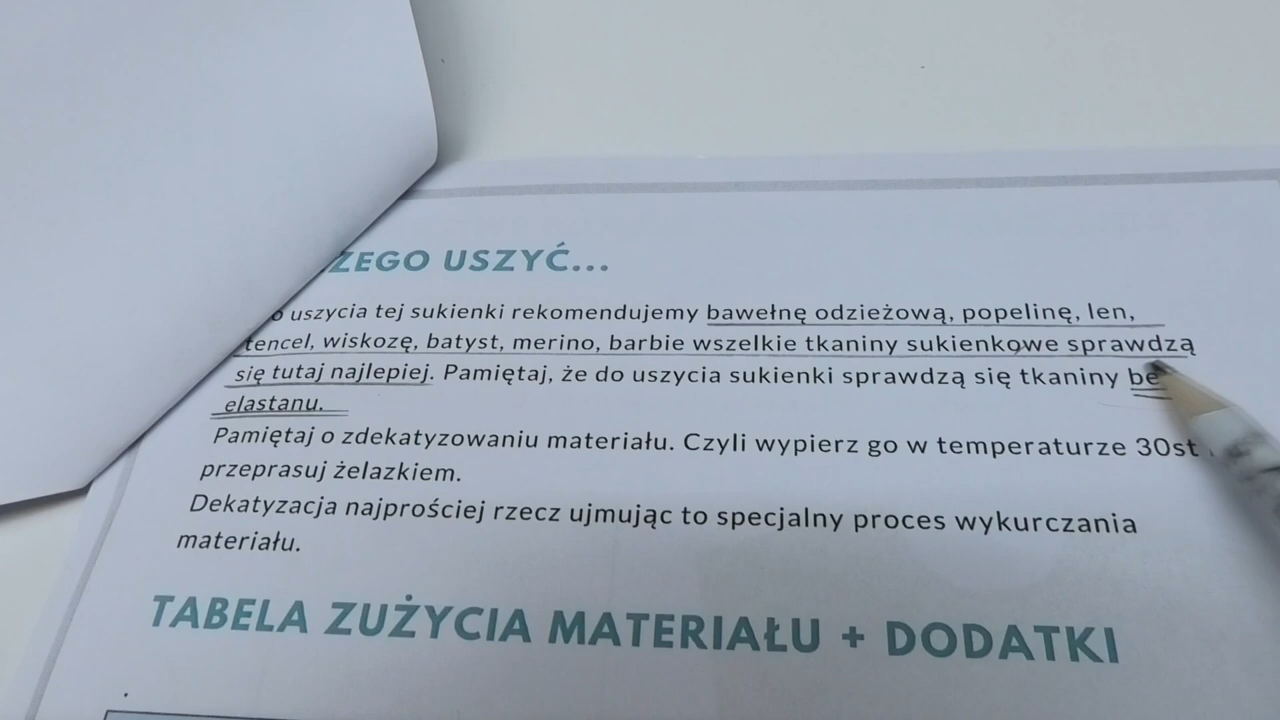 ZEGO USZYĆ...
uszycia tej sukienki rekomendujemy bawełnę odzieżową, popelinę, len,
tencel, wiskozę, batyst, merino, barbie wszelkie tkaniny sukienkowe sprawdzą
się tutaj najlepiej. Pamiętaj, że do uszycia sukienki sprawdzą się tkaniny be
elastanu.
Pamiętaj o zdekatyzowaniu materiału. Czyli wypierz go w temperaturze 30st
przeprasuj żelazkiem.
Dekatyzacja najprościej rzecz ujmując to specjalny proces wykurczania
materiału.
TABELA ZUŻYCIA MATERIAŁU + DODATKI